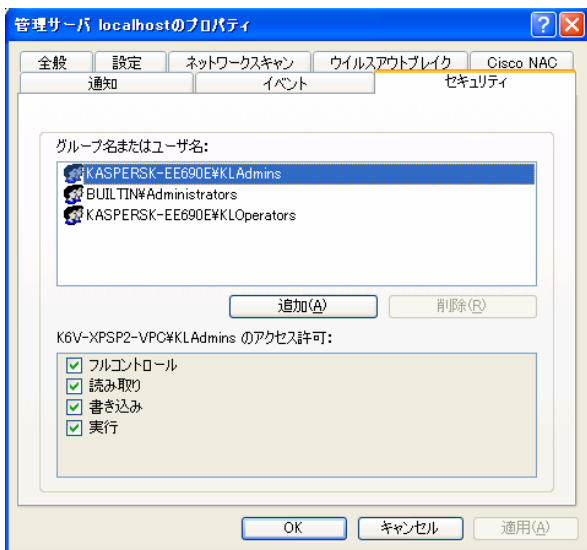 管理サーバ localhostのプロパティ
全般 設定 ネットワークスキャン ウイルスアウトブレイク Cisco NAC
通知 イベント セキュリティ
グループ名またはユーザ名:
KASPERSK-EE690E¥KLAdmins
BUILTIN¥Administrators
KASPERSK-EE690E¥KLOperators
追加(A) 削除(R)
K6V-XPSP2-VPC¥KLAdmins のアクセス許可:
フルコントロール
読み取り
書き込み
実行
OK キャンセル 適用(A)